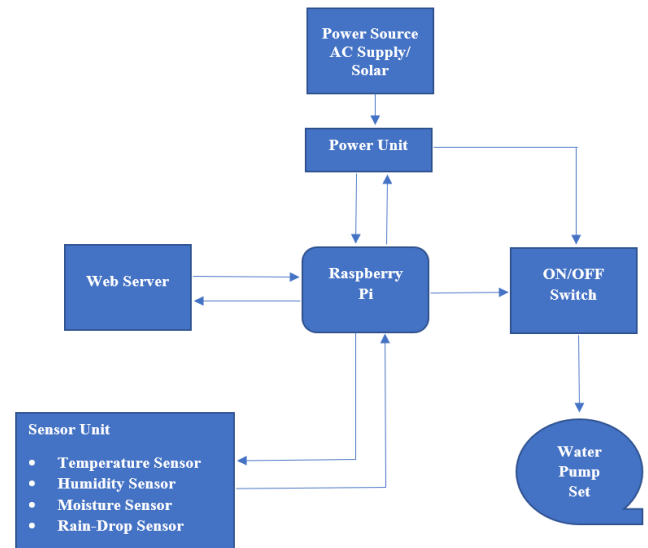 Power Source
AC Supply/
Solar
Power Unit
Web Server
Raspberry
Pi
ON/OFF
Switch
Sensor Unit
• Temperature Sensor
• Humidity Sensor
• Moisture Sensor
• Rain-Drop Sensor
Water
Pump
Set